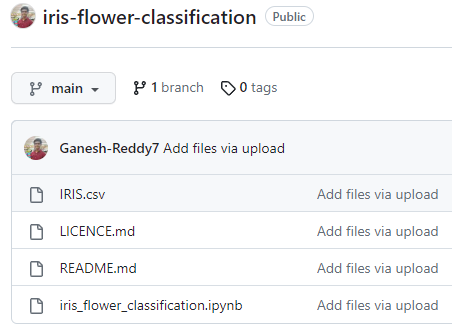 iris-flower-classification Public
main 1 branch 0 tags
Ganesh-Reddy7 Add files via upload
IRIS.csv Add files via upload
LICENCE.md Add files via upload
README.md Add files via upload
iris_flower_classification.ipynb Add files via upload